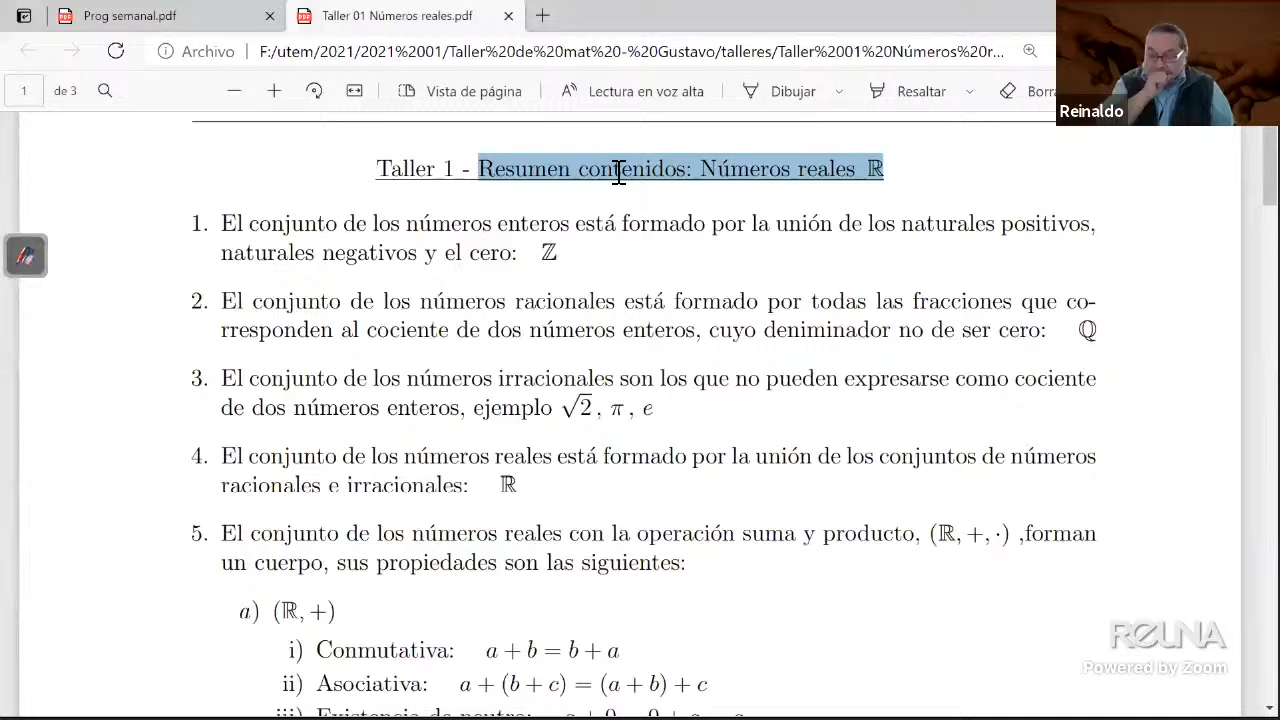 Prog semanal.pdf
Taller 01 Números reales.pdf
Archivo
F:/utem/2021/2021%2001/Taller%20de%20mat%20-%20Gustavo/talleres/Taller%2001%20Números%20r...
1
de 3
Vista de página
Lectura en voz alta
Dibujar
Resaltar
Borra
Reinaldo
Taller 1 - Resumen contenidos: Números reales ℝ
1. El conjunto de los números enteros está formado por la unión de los naturales positivos,
naturales negativos y el cero: ℤ
2. El conjunto de los números racionales está formado por todas las fracciones que co-
rresponden al cociente de dos números enteros, cuyo deniminador no de ser cero: ℚ
3. El conjunto de los números irracionales son los que no pueden expresarse como cociente
de dos números enteros, ejemplo √2 , π , e
4. El conjunto de los números reales está formado por la unión de los conjuntos de números
racionales e irracionales: ℝ
5. El conjunto de los números reales con la operación suma y producto, (ℝ, +, ·) ,forman
un cuerpo, sus propiedades son las siguientes:
a) (ℝ, +)
i) Conmutativa: a + b = b + a
ii) Asociativa: a + (b + c) = (a + b) + c
iii) Existencia de neutro: a + 0 = 0 + a = a
REUNA
Powered by Zoom